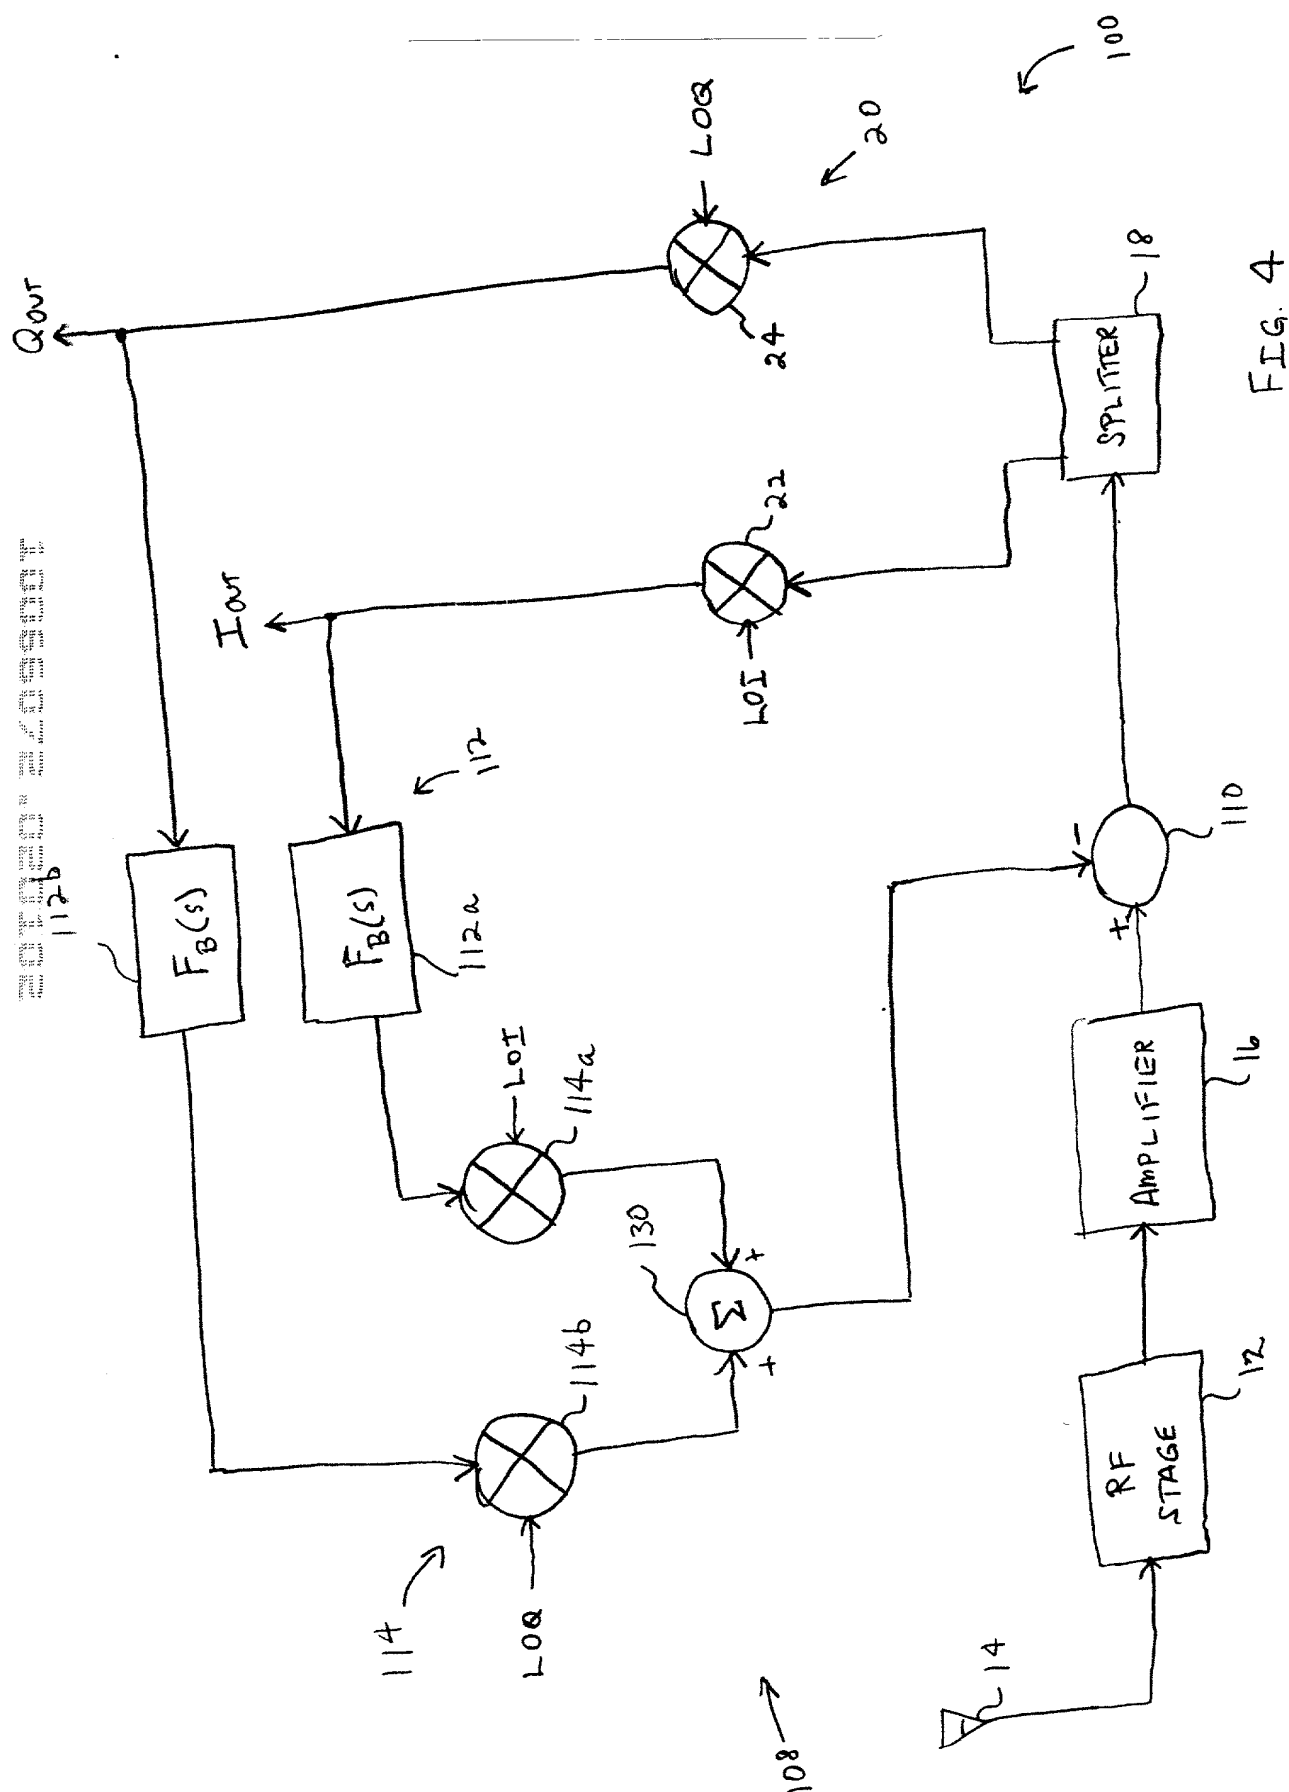 100
20
LOQ
24
QOUT
18
SPLITTER
FIG. 4
22
LOI
IOUT
112
FB(s)
112b
FB(s)
112a
-
110
+
LOI
114a
130
Σ
+
+
114b
LOQ
114
AMPLIFIER
16
RF
STAGE
12
14
108